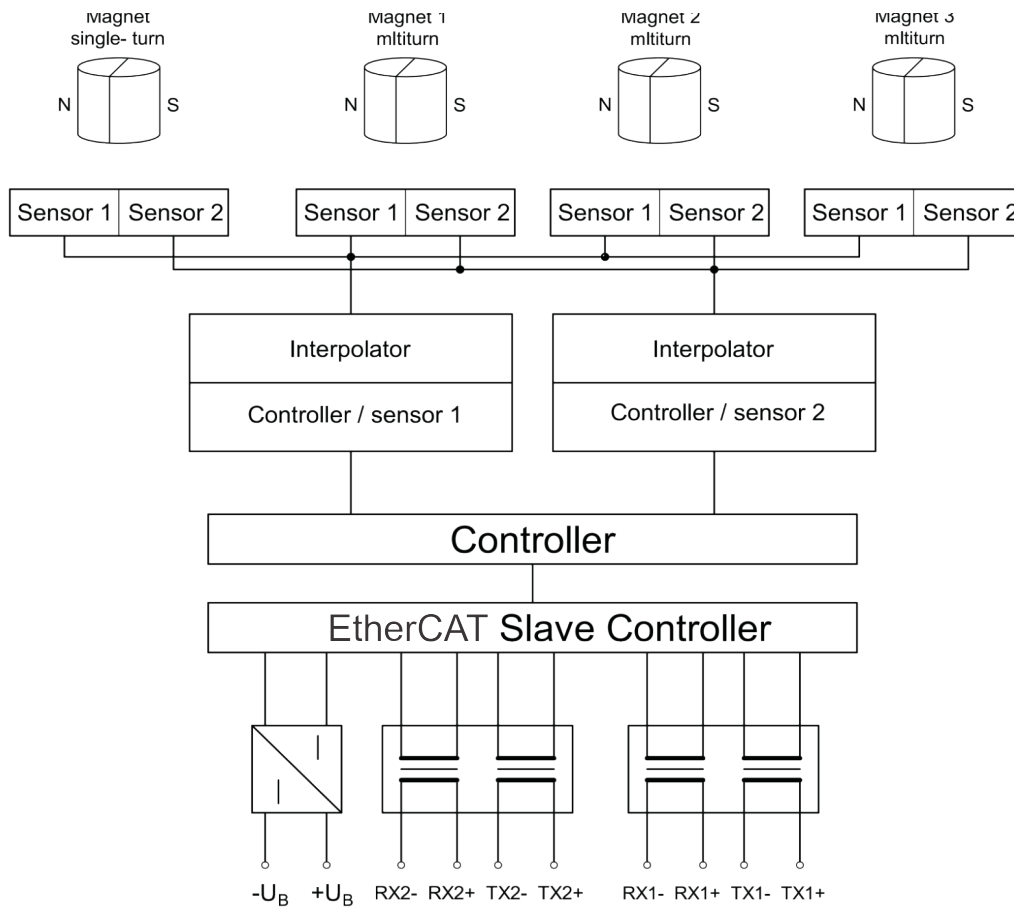 Magnet
single- turn
Magnet 1
mltiturn
Magnet 2
mltiturn
Magnet 3
mltiturn
N
S
N
S
N
S
N
S
Sensor 1
Sensor 2
Sensor 1
Sensor 2
Sensor 1
Sensor 2
Sensor 1
Sensor 2
Interpolator
Interpolator
Controller / sensor 1
Controller / sensor 2
Controller
EtherCAT Slave Controller
-UB
+UB
RX2-
RX2+
TX2-
TX2+
RX1-
RX1+
TX1-
TX1+